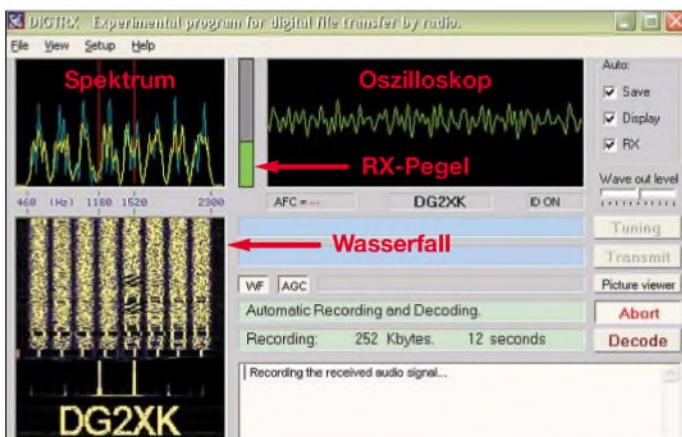 DIGTRX Experimental program for digital file transfer by radio.
File View Setup Help
Spektrum
Oszilloskop
RX-Pegel
Auto:
Save
Display
RX
Wave out level
460 (Hz) 1180 1520 2300
AFC = --
DG2XK
ID ON
Wasserfall
Tuning
Transmit
WF AGC
Picture viewer
Automatic Recording and Decoding.
Abort
Recording: 252 Kbytes. 12 seconds
Decode
Recording the received audio signal...
DG2XK